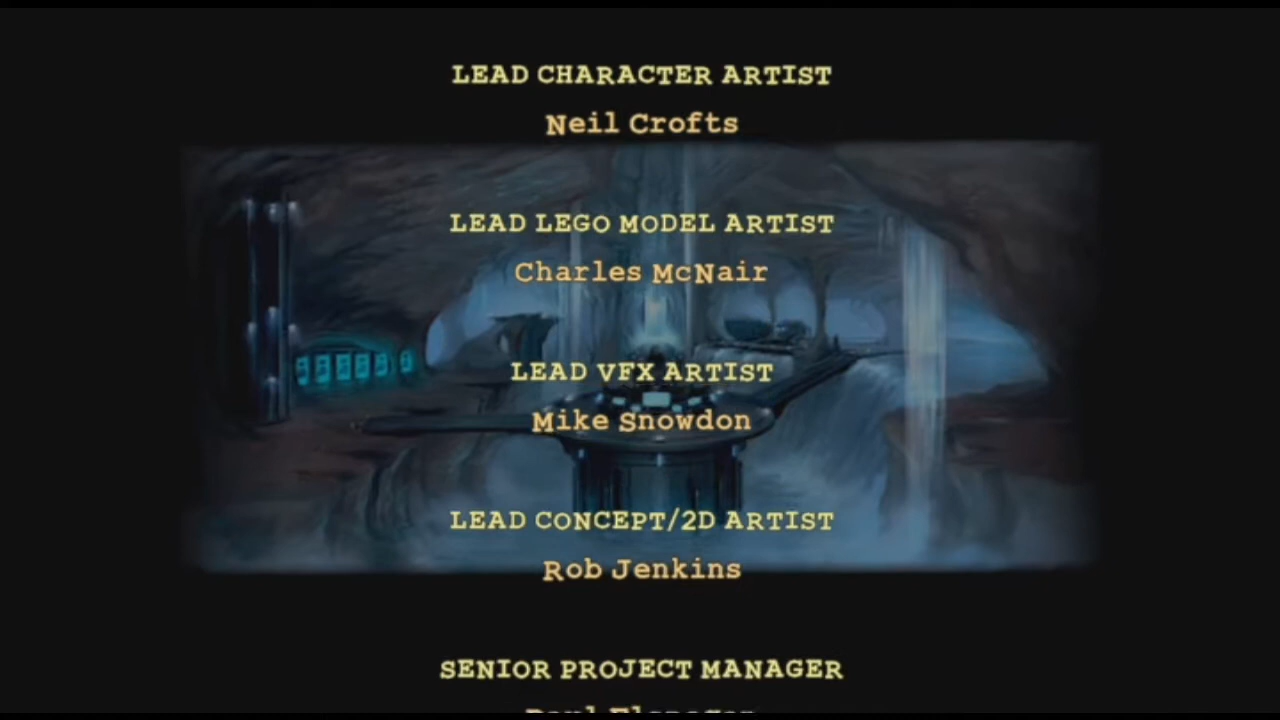 LEAD CHARACTER ARTIST
Neil Crofts
LEAD LEGO MODEL ARTIST
Charles McNair
LEAD VFX ARTIST
Mike Snowdon
LEAD CONCEPT/2D ARTIST
Rob Jenkins
SENIOR PROJECT MANAGER